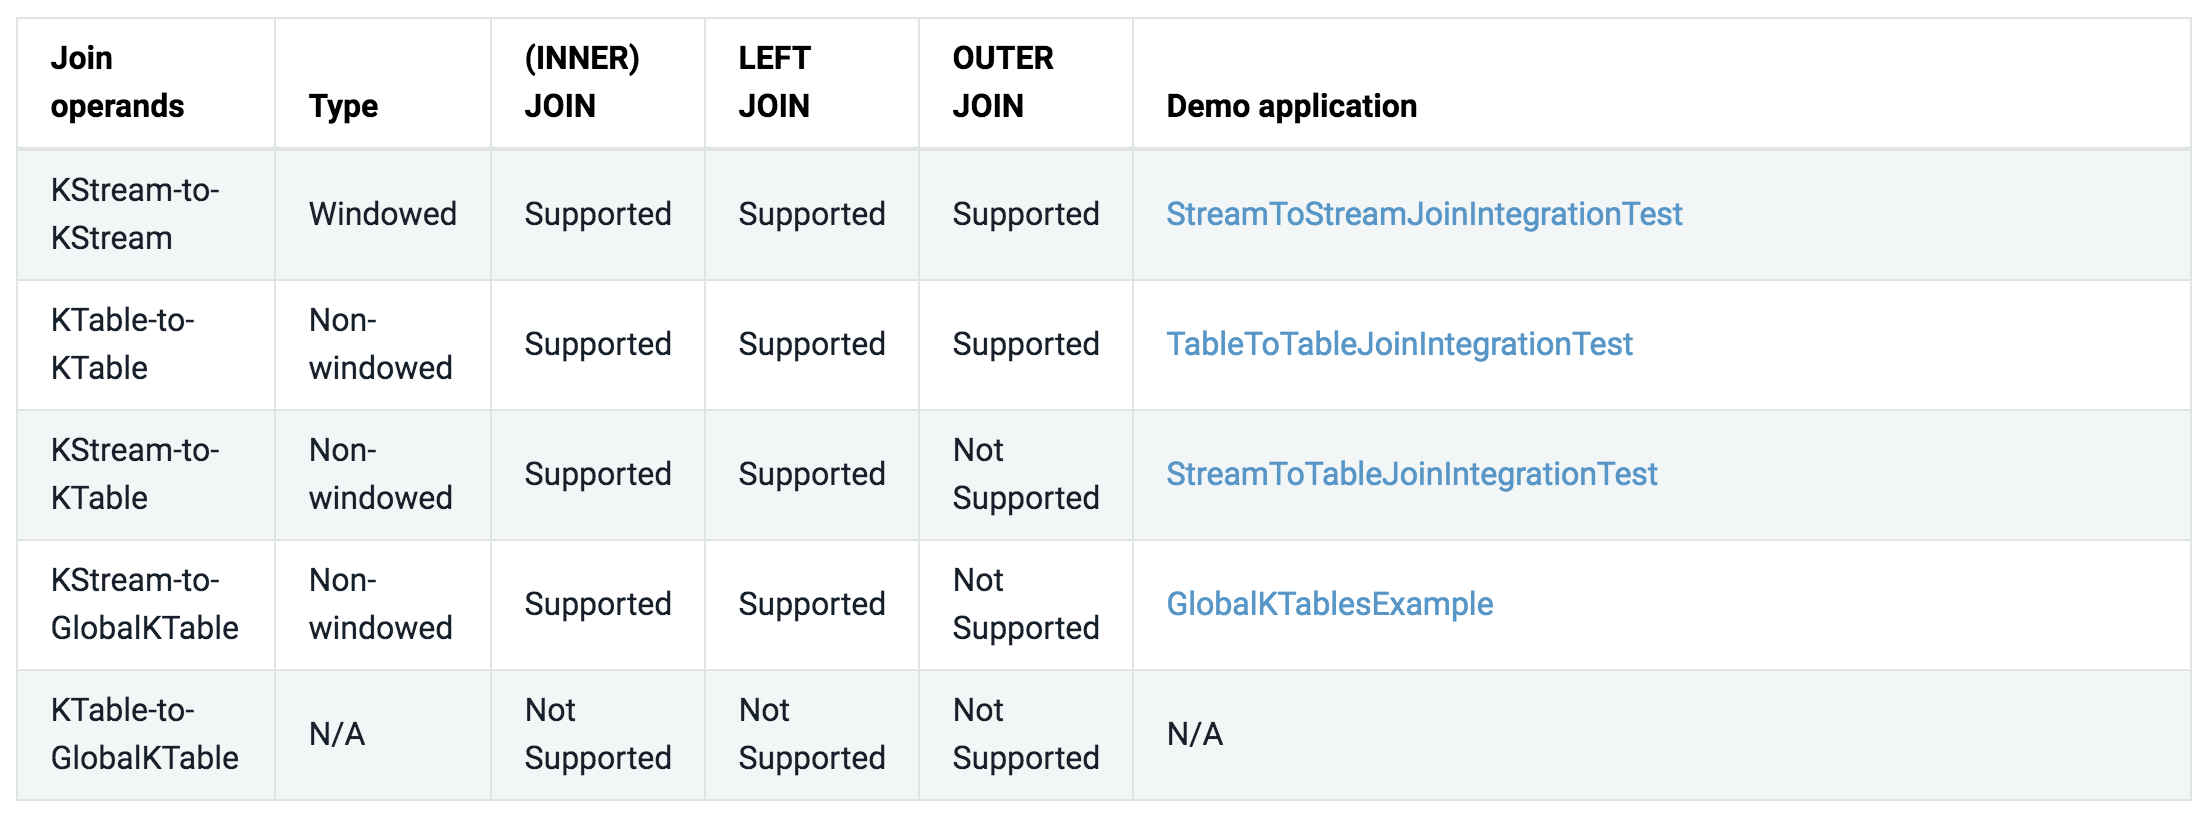 Join operands
Type
(INNER) JOIN
LEFT JOIN
OUTER JOIN
Demo application
KStream-to-KStream
Windowed
Supported
Supported
Supported
StreamToStreamJoinIntegrationTest
KTable-to-KTable
Non-windowed
Supported
Supported
Supported
TableToTableJoinIntegrationTest
KStream-to-KTable
Non-windowed
Supported
Supported
Not Supported
StreamToTableJoinIntegrationTest
KStream-to-GlobalKTable
Non-windowed
Supported
Supported
Not Supported
GlobalKTablesExample
KTable-to-GlobalKTable
N/A
Not Supported
Not Supported
Not Supported
N/A